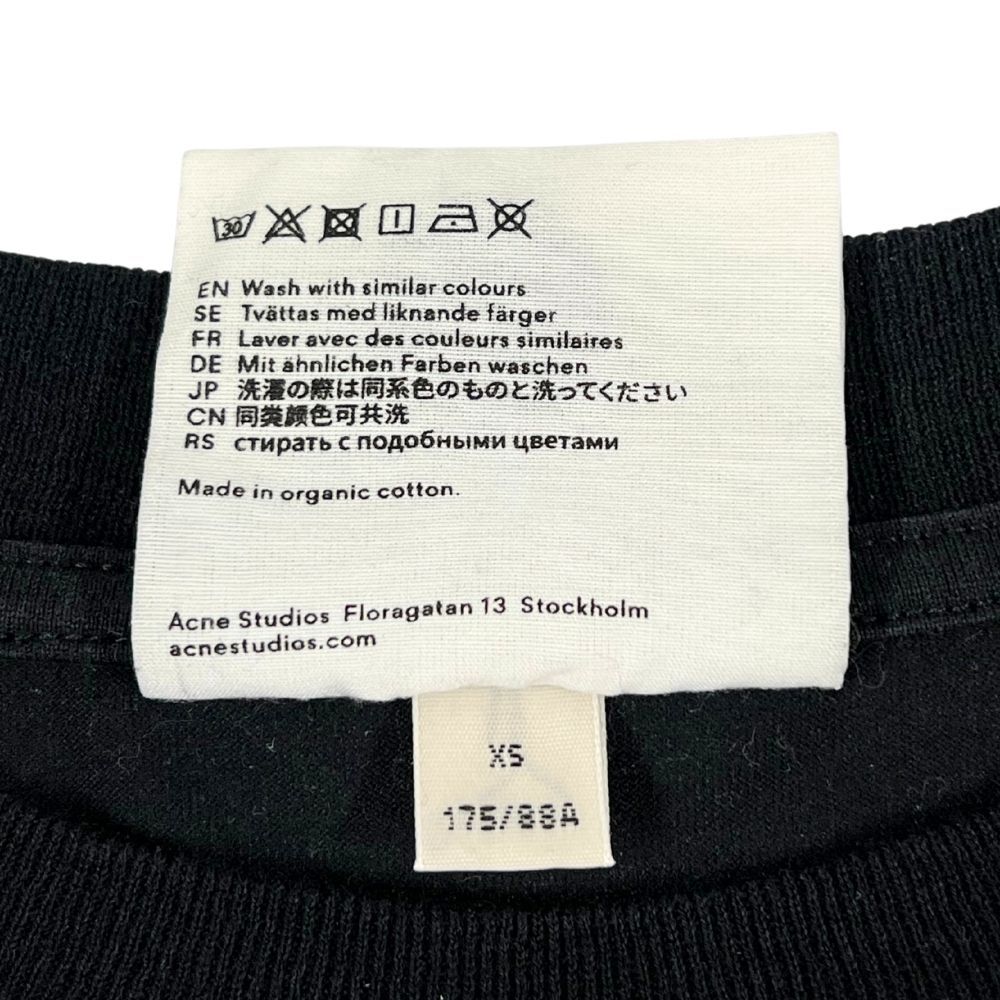 30
EN Wash with similar colours
SE Tvättas med liknande färger
FR Laver avec des couleurs similaires
DE Mit ähnlichen Farben waschen
JP 洗濯の際は同系色のものと洗ってください
CN 同类颜色可共洗
RS стирать с подобными цветами
Made in organic cotton.
Acne Studios Floragatan 13 Stockholm
acnestudios.com
XS
175/88A